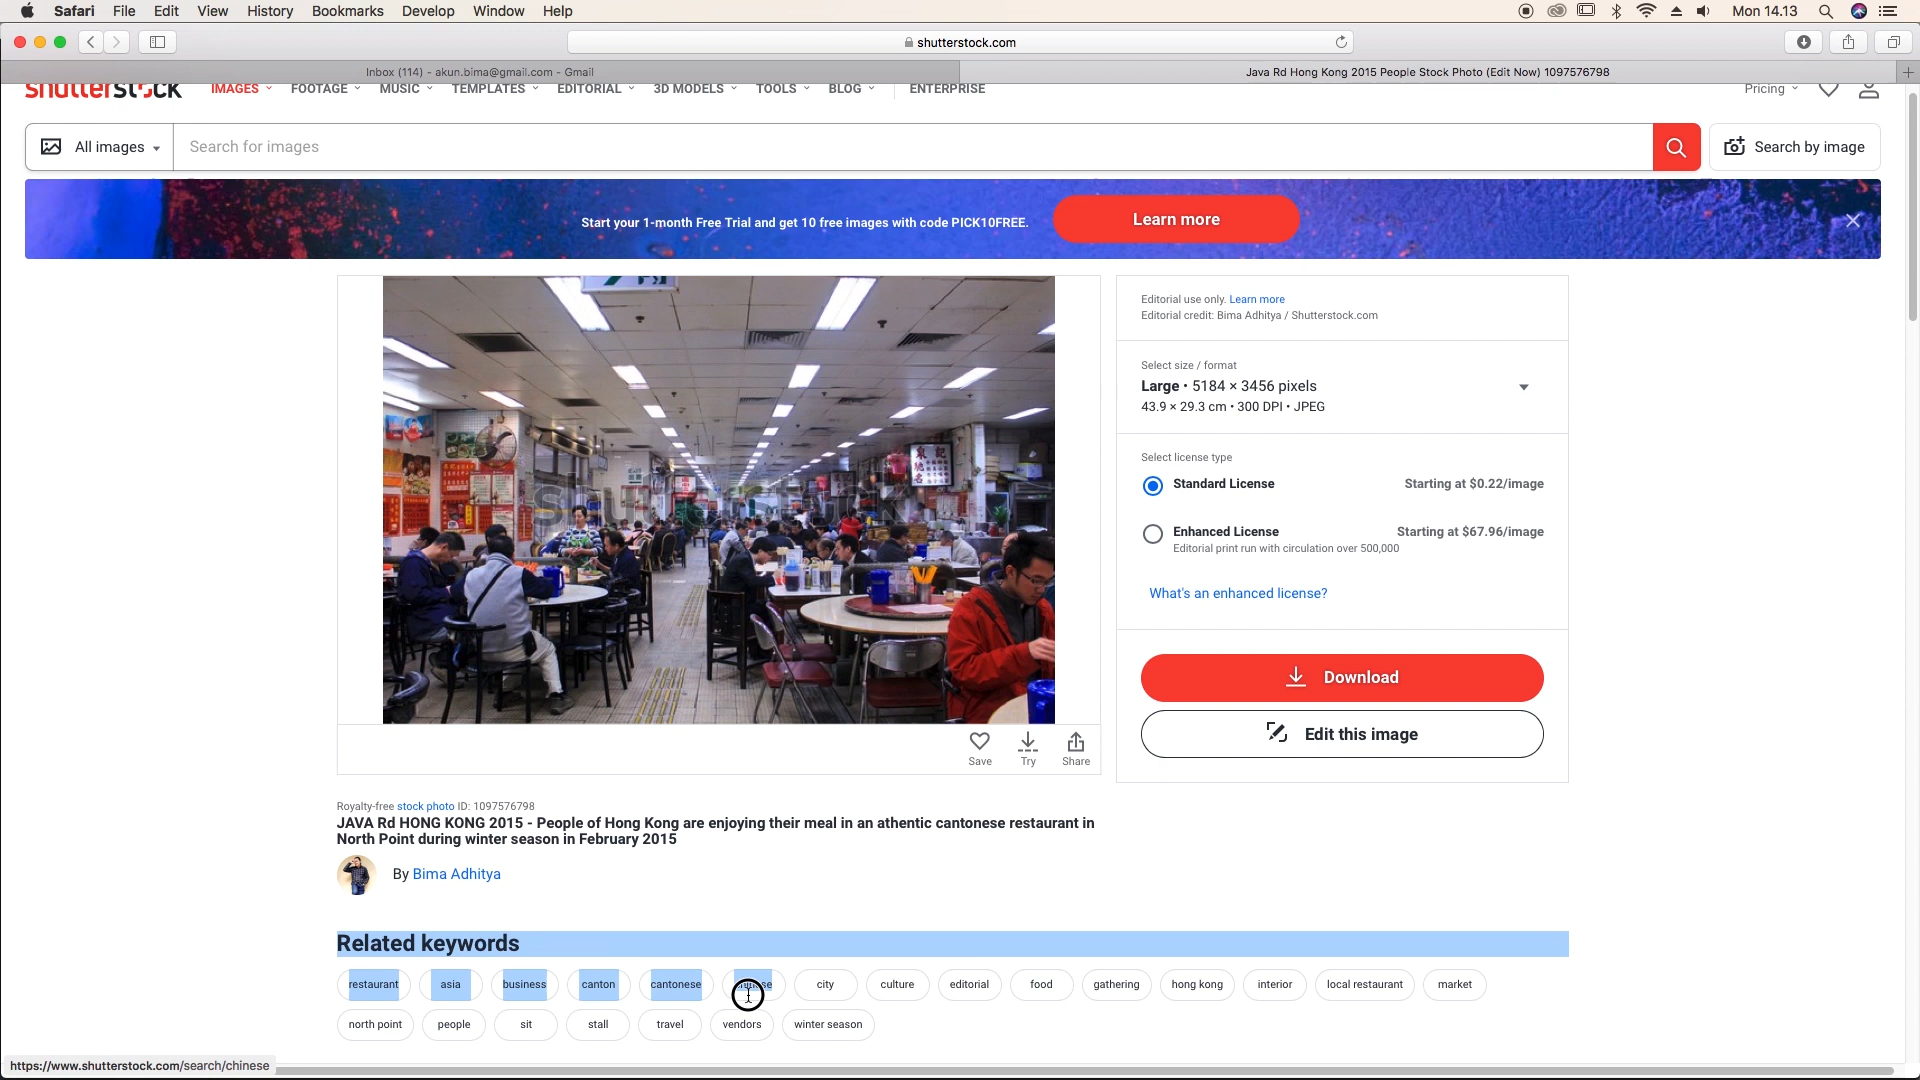 Safari File Edit View History Bookmarks Develop Window Help Mon 14.13
shutterstock.com
Inbox (114) - akun.bima@gmail.com - Gmail
Java Rd Hong Kong 2015 People Stock Photo (Edit Now) 1097576798
shutterstock IMAGES FOOTAGE MUSIC TEMPLATES EDITORIAL 3D MODELS TOOLS BLOG ENTERPRISE Pricing
All images Search for images Search by image
Start your 1-month Free Trial and get 10 free images with code PICK10FREE. Learn more
Editorial use only. Learn more
Editorial credit: Bima Adhitya / Shutterstock.com
Select size / format
Large • 5184 × 3456 pixels
43.9 × 29.3 cm • 300 DPI • JPEG
Select license type
Standard License Starting at $0.22/image
Enhanced License Starting at $67.96/image
Editorial print run with circulation over 500,000
What's an enhanced license?
Download
Edit this image
shutterstock
Save Try Share
Royalty-free stock photo ID: 1097576798
JAVA Rd HONG KONG 2015 - People of Hong Kong are enjoying their meal in an athentic cantonese restaurant in
North Point during winter season in February 2015
By Bima Adhitya
Related keywords
restaurant asia business canton cantonese chinese city culture editorial food gathering hong kong interior local restaurant market
north point people sit stall travel vendors winter season
https://www.shutterstock.com/search/chinese